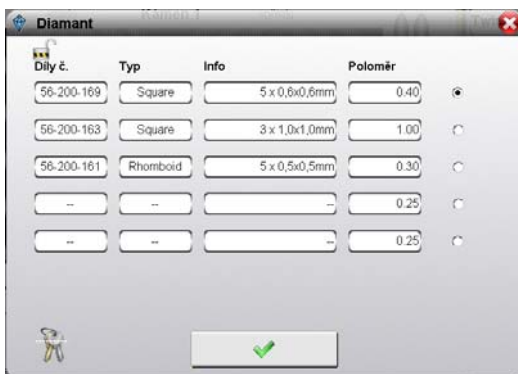 Diamant
Díly č. Typ Info Poloměr
56-200-169 Square 5 x 0,6x0,6mm 0.40
56-200-163 Square 3 x 1,0x1,0mm 1.00
56-200-161 Rhomboid 5 x 0,5x0,5mm 0.30
-- -- -- 0.25
-- -- -- 0.25